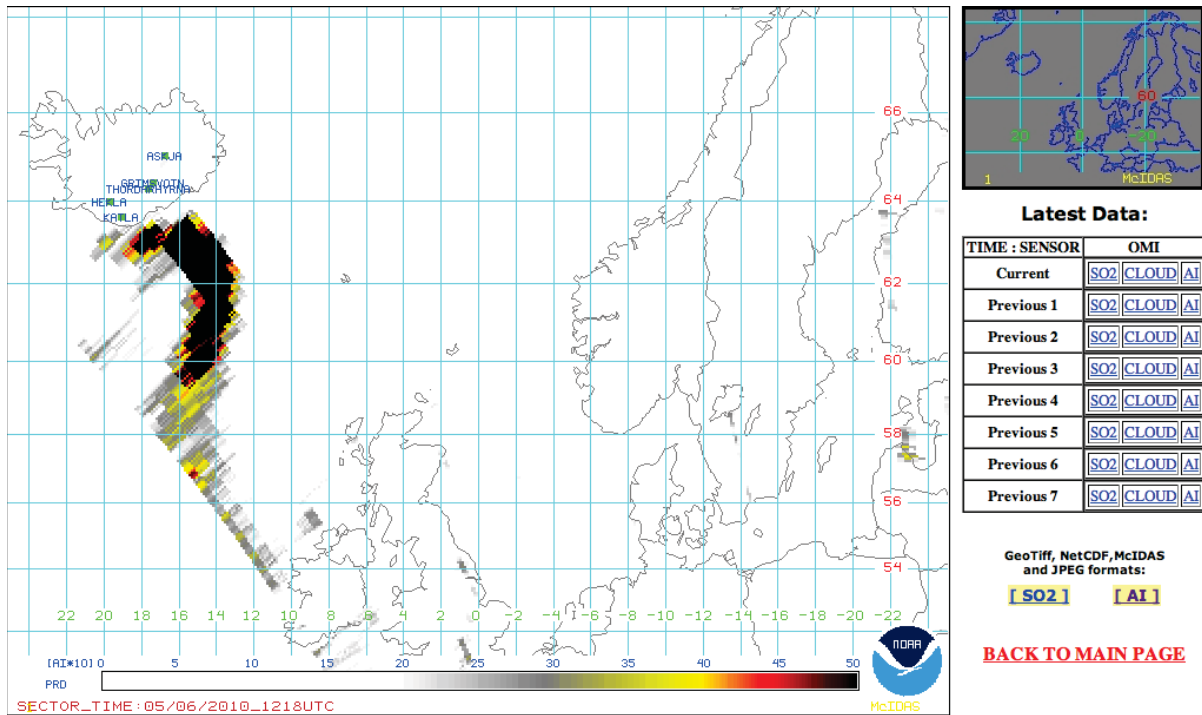 ASKJA
GRIMSVOTN
THORDARHYRNA
HEKLA
KATLA
66
64
62
60
58
56
54
22 20 18 16 14 12 10 8 6 4 2 0 -2 -4 -6 -8 -10 -12 -14 -16 -18 -20 -22
[AI*10] 0 5 10 15 20 25 30 35 40 45 50
PRD
SECTOR_TIME:05/06/2010_1218UTC
McIDAS
NOAA
60
20 0 -20
1 McIDAS
Latest Data:
TIME : SENSOR OMI
Current SO2 CLOUD AI
Previous 1 SO2 CLOUD AI
Previous 2 SO2 CLOUD AI
Previous 3 SO2 CLOUD AI
Previous 4 SO2 CLOUD AI
Previous 5 SO2 CLOUD AI
Previous 6 SO2 CLOUD AI
Previous 7 SO2 CLOUD AI
GeoTiff, NetCDF,McIDAS
and JPEG formats:
[ SO2 ] [ AI ]
BACK TO MAIN PAGE